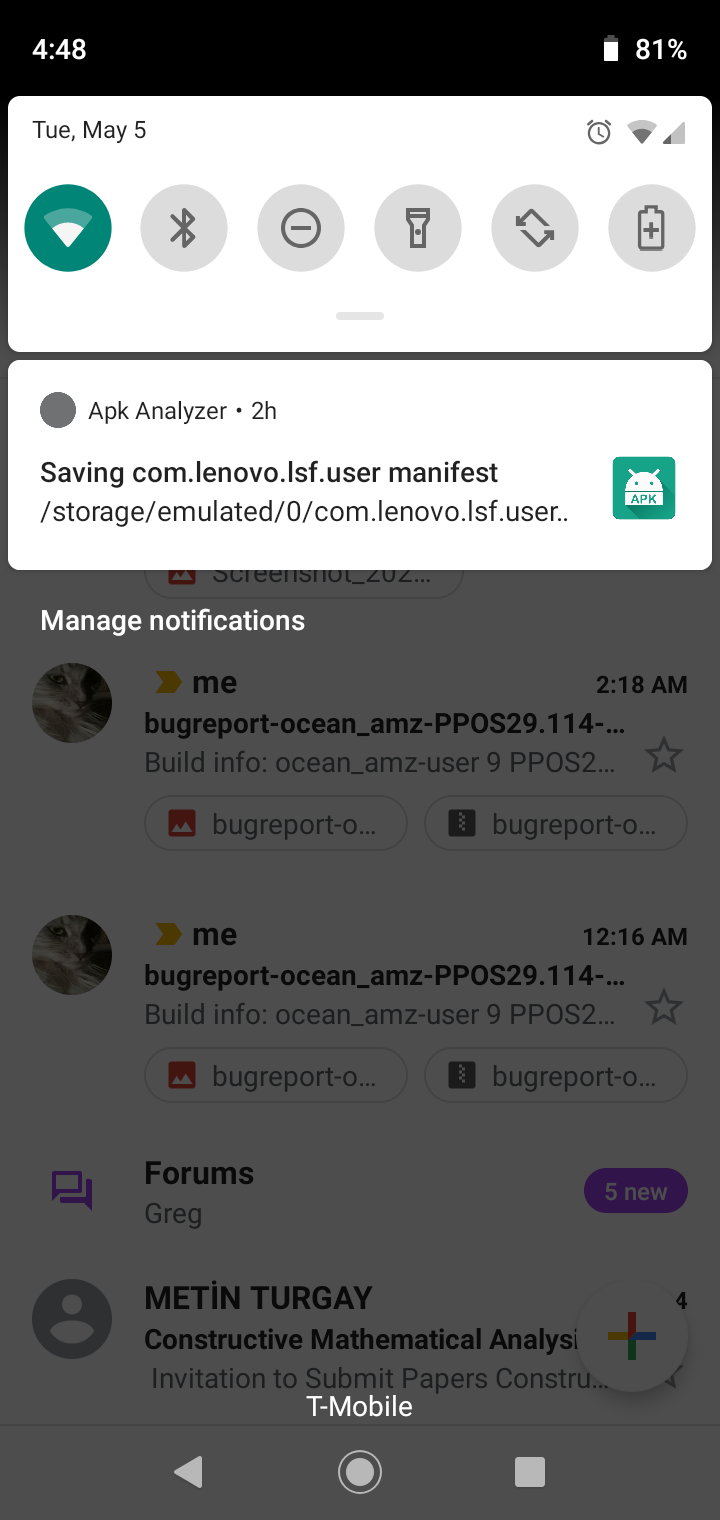 4:48 81%
Tue, May 5
Apk Analyzer • 2h
Saving com.lenovo.lsf.user manifest
/storage/emulated/0/com.lenovo.lsf.user..
APK
Screenshot_202...
Manage notifications
me 2:18 AM
bugreport-ocean_amz-PPOS29.114-...
Build info: ocean_amz-user 9 PPOS2...
bugreport-o... bugreport-o...
me 12:16 AM
bugreport-ocean_amz-PPOS29.114-...
Build info: ocean_amz-user 9 PPOS2...
bugreport-o... bugreport-o...
Forums 5 new
Greg
METİN TURGAY 4
Constructive Mathematical Analysi
Invitation to Submit Papers Constru...
T-Mobile